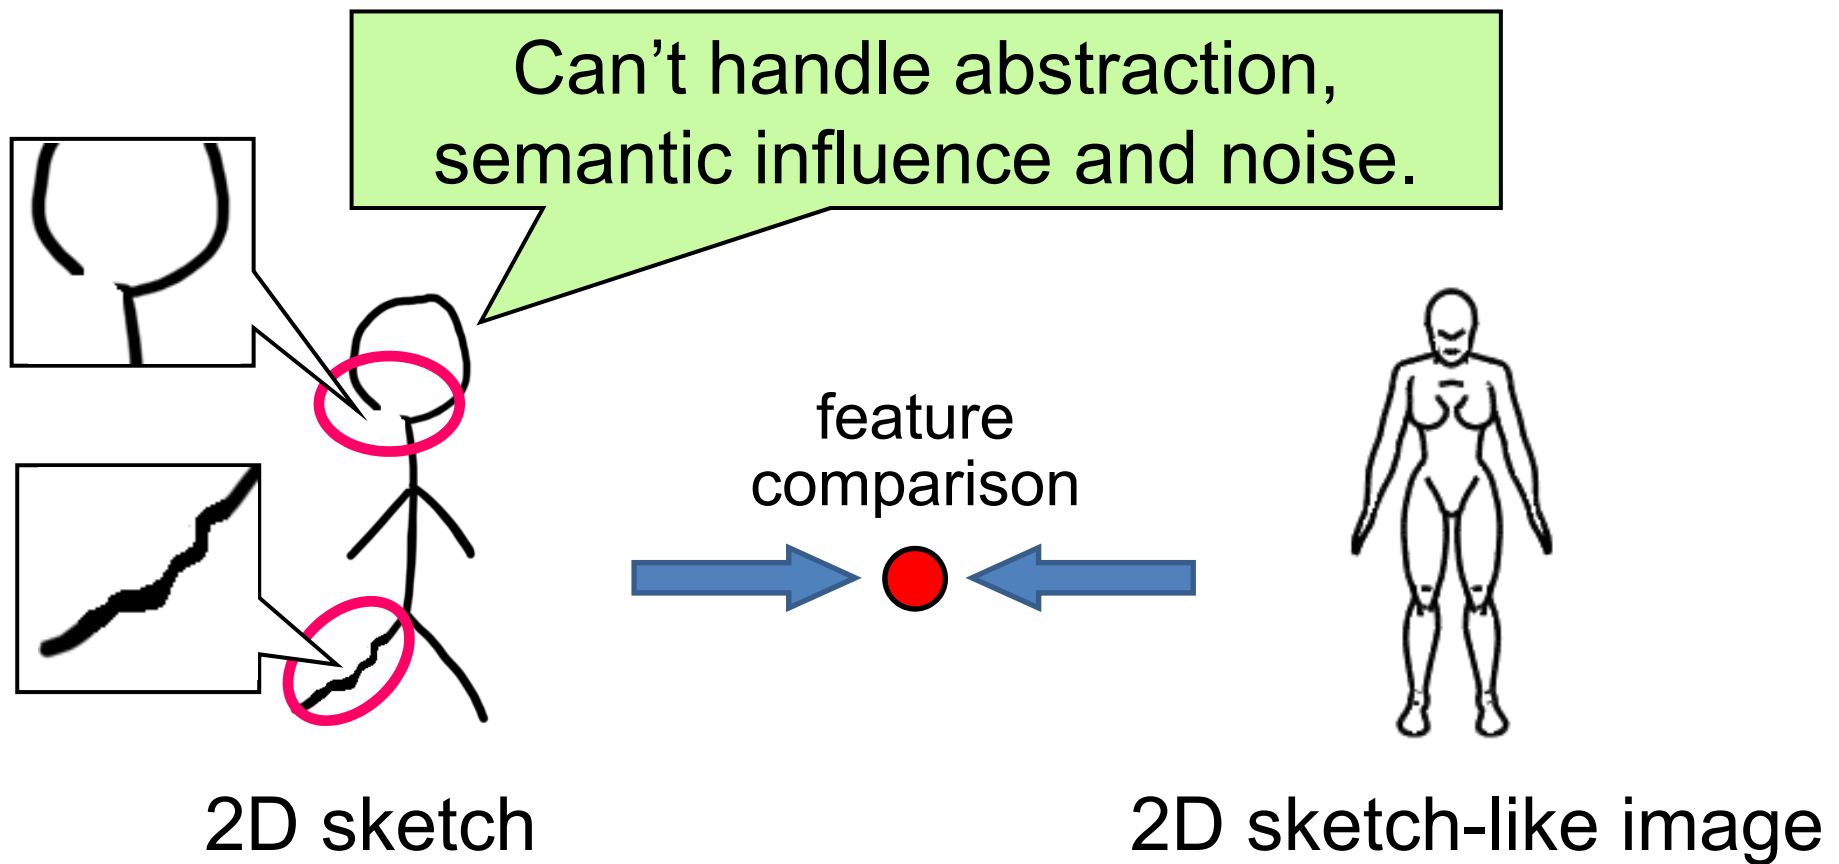 Can’t handle abstraction,
semantic influence and noise.
feature
comparison
2D sketch
2D sketch-like image